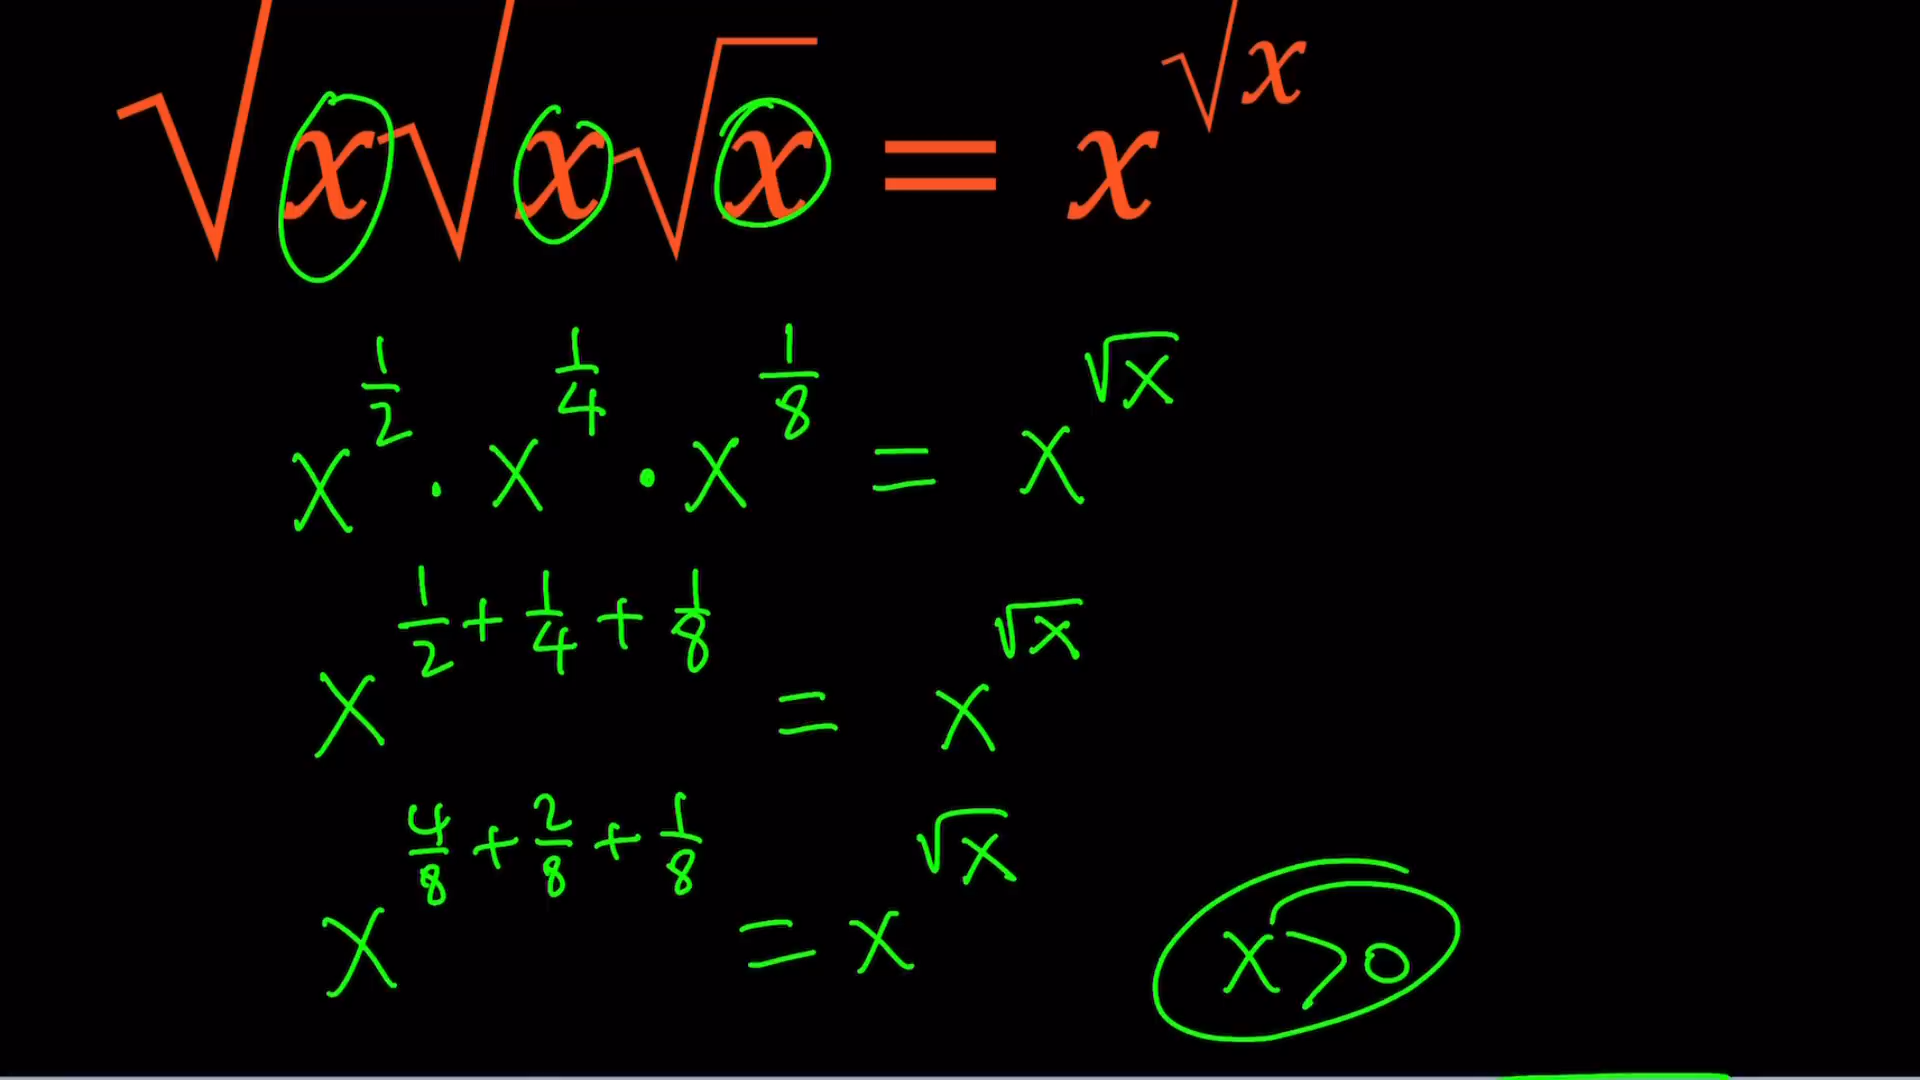 √x√x√x = x^√x
x^1/2 · x^1/4 · x^1/8 = x^√x
x^1/2+1/4+1/8 = x^√x
x^4/8+2/8+1/8 = x^√x
x>0